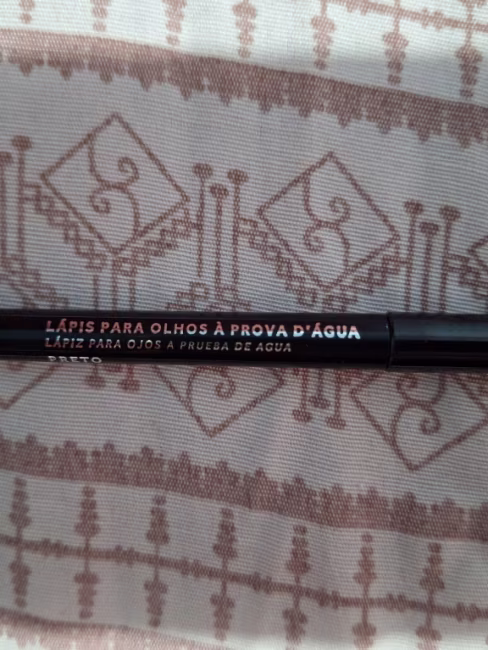 LÁPIS PARA OLHOS À PROVA D'ÁGUA
LÁPIZ PARA OJOS A PRUEBA DE AGUA
PRETO